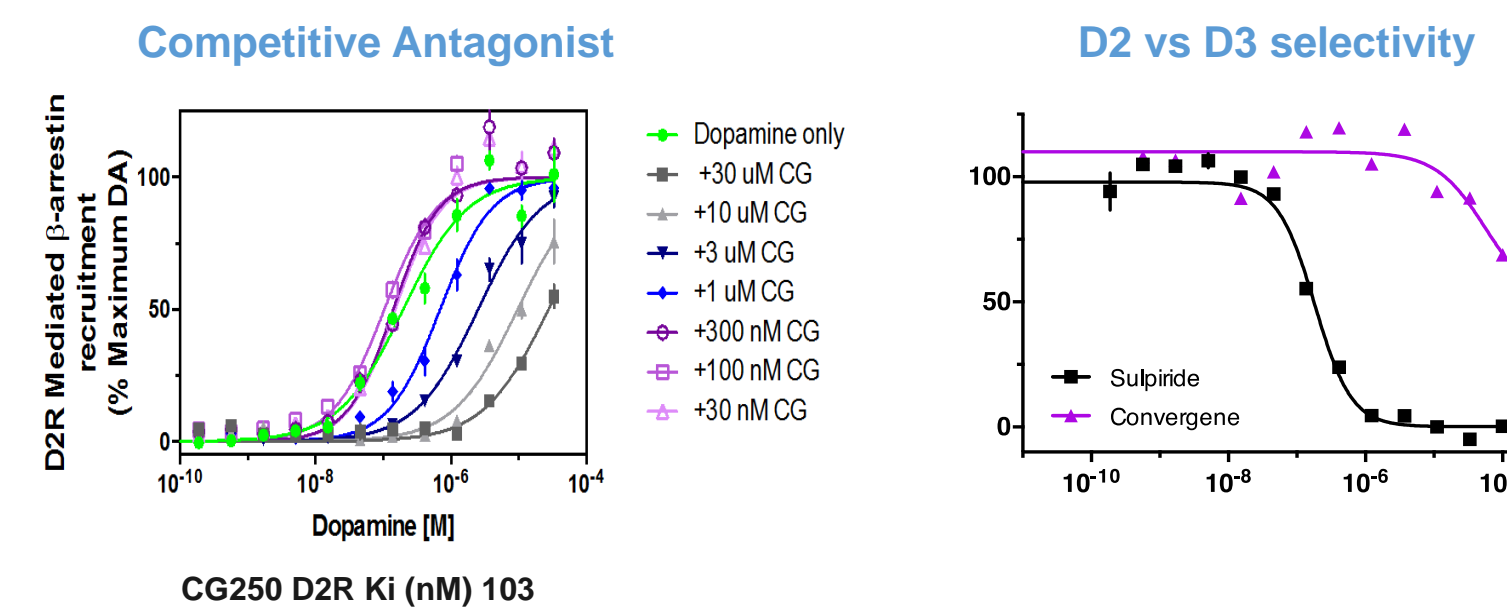 Competitive Antagonist
D2R Mediated β-arrestin
recruitment
(% Maximum DA)
100
50
0
10-10
10-8
10-6
10-4
Dopamine [M]
Dopamine only
+30 uM CG
+10 uM CG
+3 uM CG
+1 uM CG
+300 nM CG
+100 nM CG
+30 nM CG
CG250 D2R Ki (nM) 103
D2 vs D3 selectivity
100
50
0
Sulpiride
Convergene
10-10
10-8
10-6
10